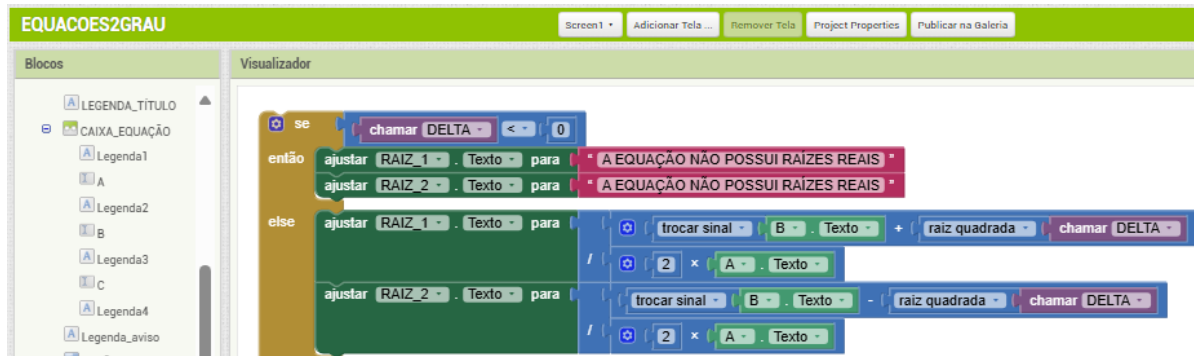 EQUACOES2GRAU
Screen1
Adicionar Tela ...
Remover Tela
Project Properties
Publicar na Galeria
Blocos
Visualizador
LEGENDA_TÍTULO
CAIXA_EQUAÇÃO
Legenda1
A
Legenda2
B
Legenda3
C
Legenda4
Legenda_aviso
se chamar DELTA < 0
então ajustar RAIZ_1 . Texto para " A EQUAÇÃO NÃO POSSUI RAÍZES REAIS "
ajustar RAIZ_2 . Texto para " A EQUAÇÃO NÃO POSSUI RAÍZES REAIS "
else ajustar RAIZ_1 . Texto para trocar sinal B . Texto + raiz quadrada chamar DELTA
/ 2 × A . Texto
ajustar RAIZ_2 . Texto para trocar sinal B . Texto - raiz quadrada chamar DELTA
/ 2 × A . Texto